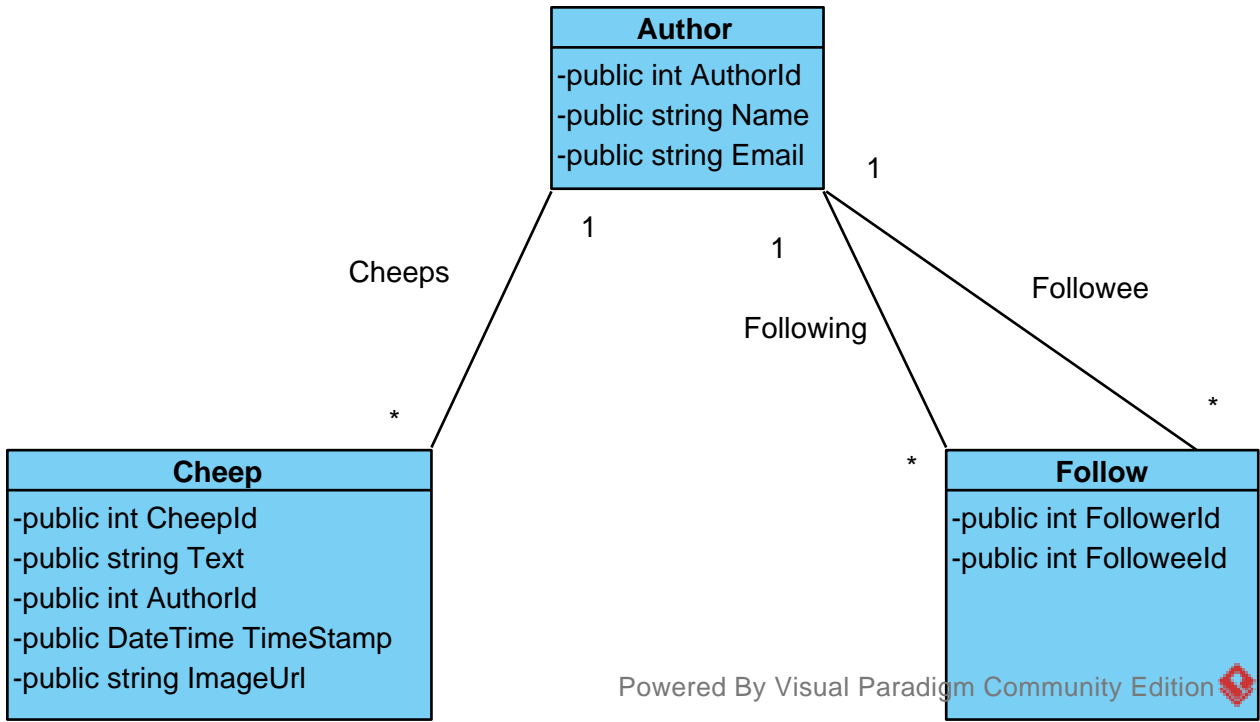 Author
-public int AuthorId
-public string Name
-public string Email
1
1
1
Cheeps
Followee
Following
*
*
*
Cheep
-public int CheepId
-public string Text
-public int AuthorId
-public DateTime TimeStamp
-public string ImageUrl
Follow
-public int FollowerId
-public int FolloweeId
Powered By Visual Paradigm Community Edition